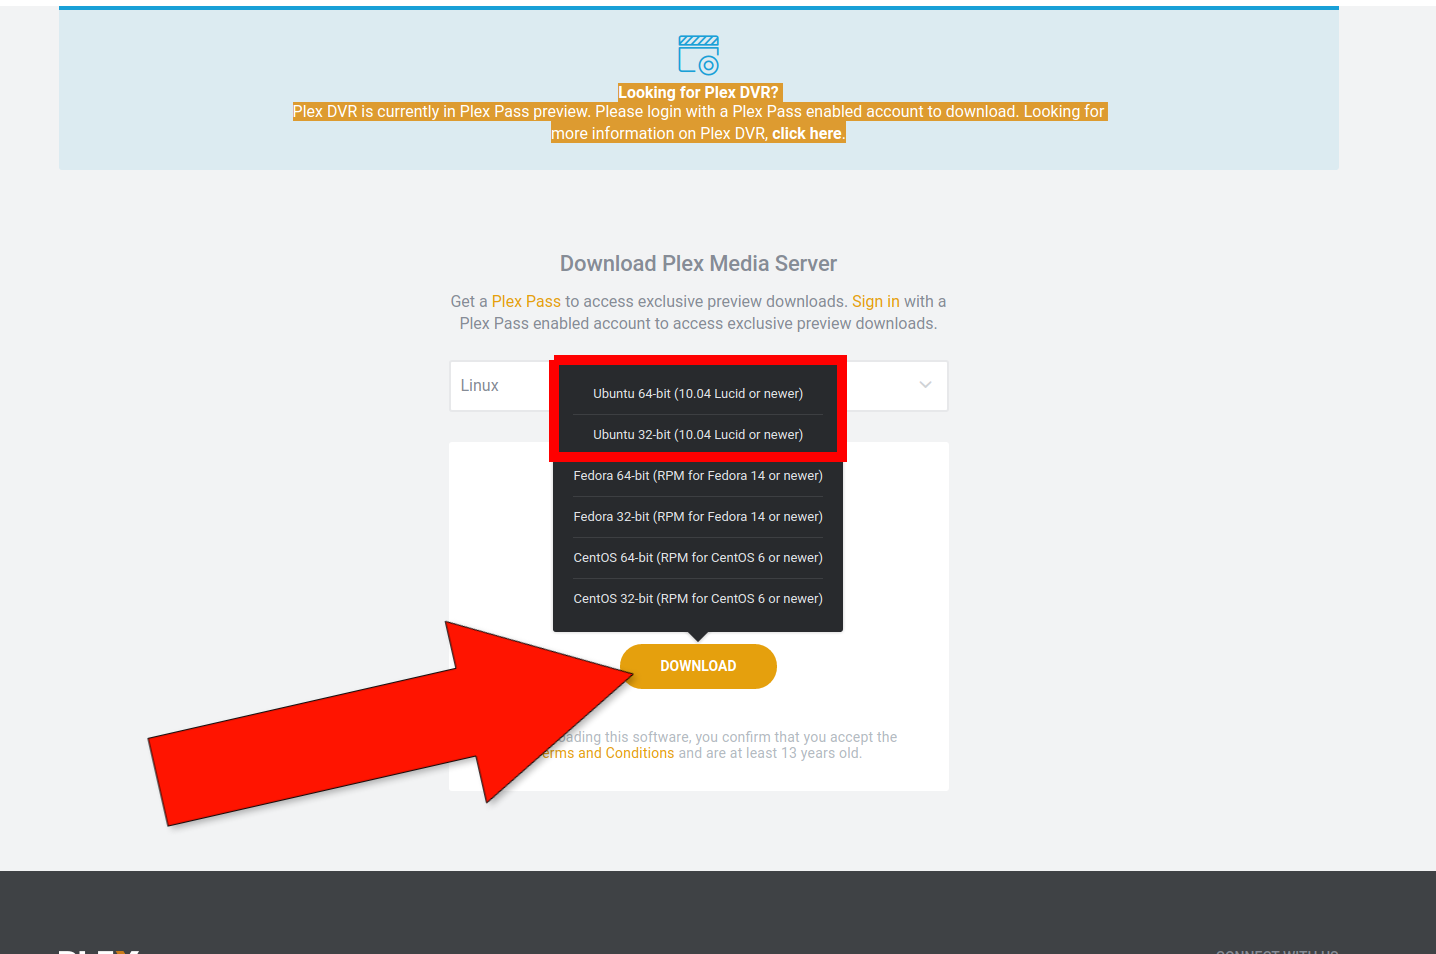 Looking for Plex DVR?
Plex DVR is currently in Plex Pass preview. Please login with a Plex Pass enabled account to download. Looking for
more information on Plex DVR, click here.
Download Plex Media Server
Get a Plex Pass to access exclusive preview downloads. Sign in with a
Plex Pass enabled account to access exclusive preview downloads.
Linux
Ubuntu 64-bit (10.04 Lucid or newer)
Ubuntu 32-bit (10.04 Lucid or newer)
Fedora 64-bit (RPM for Fedora 14 or newer)
Fedora 32-bit (RPM for Fedora 14 or newer)
CentOS 64-bit (RPM for CentOS 6 or newer)
CentOS 32-bit (RPM for CentOS 6 or newer)
DOWNLOAD
this software, you confirm that you accept the
and Conditions and are at least 13 years old.
PLEX
CONNECT WITH US